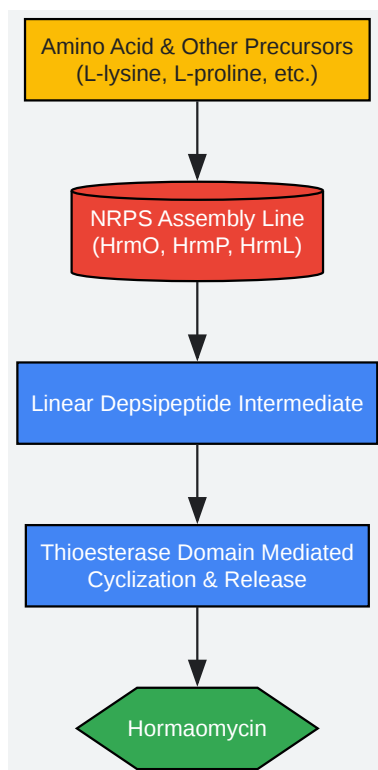 Amino Acid & Other Precursors
(L-lysine, L-proline, etc.)
NRPS Assembly Line
(HrmO, HrmP, HrmL)
Linear Depsipeptide Intermediate
Thioesterase Domain Mediated
Cyclization & Release
Hormaomycin